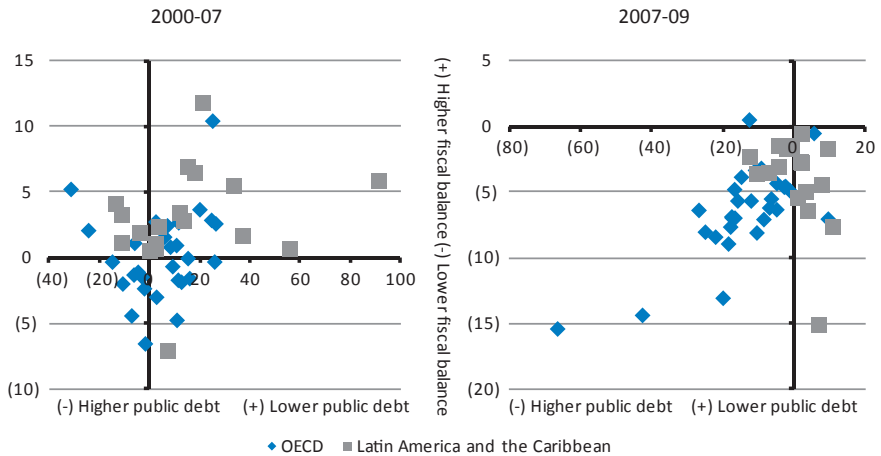 2000-07
2007-09
15
10
5
0
(5)
(10)
(40) (20) 0 20 40 60 80 100
(-) Higher public debt (+) Lower public debt
(+) Higher fiscal balance (-) Lower fiscal balance
5
0
(5)
(10)
(15)
(20)
(80) (60) (40) (20) 0 20
(-) Higher public debt (+) Lower public debt
OECD Latin America and the Caribbean